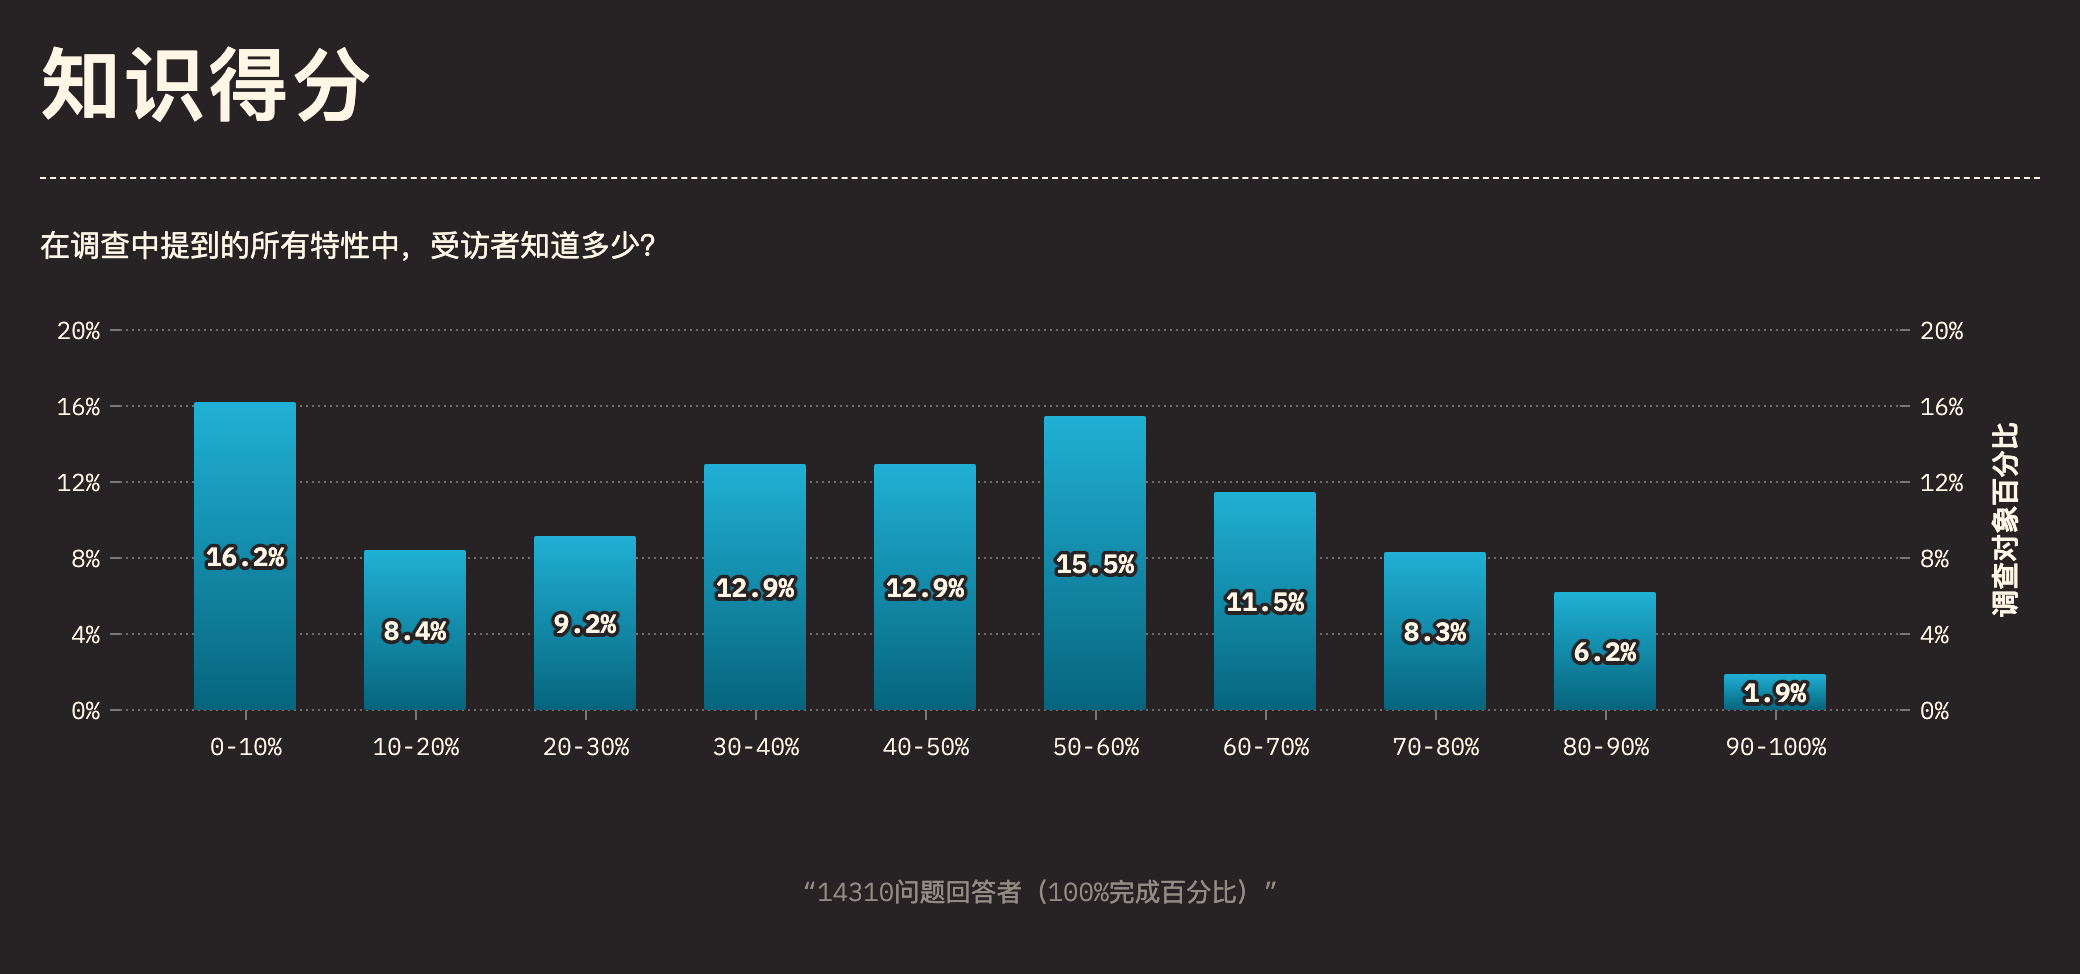 知识得分
在调查中提到的所有特性中，受访者知道多少？
20% 20%
16% 16%
12% 12%
8% 8%
4% 4%
0% 0%
16.2% 8.4% 9.2% 12.9% 12.9% 15.5% 11.5% 8.3% 6.2% 1.9%
0-10% 10-20% 20-30% 30-40% 40-50% 50-60% 60-70% 70-80% 80-90% 90-100%
调查对象百分比
“14310问题回答者（100%完成百分比）”